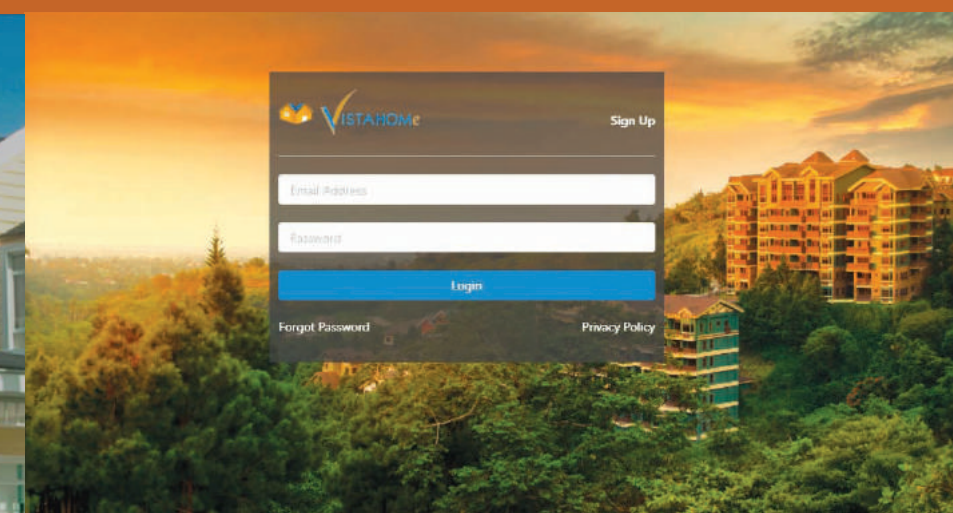 VISTAHOMe
Sign Up
Email Address
Password
Login
Forgot Password
Privacy Policy